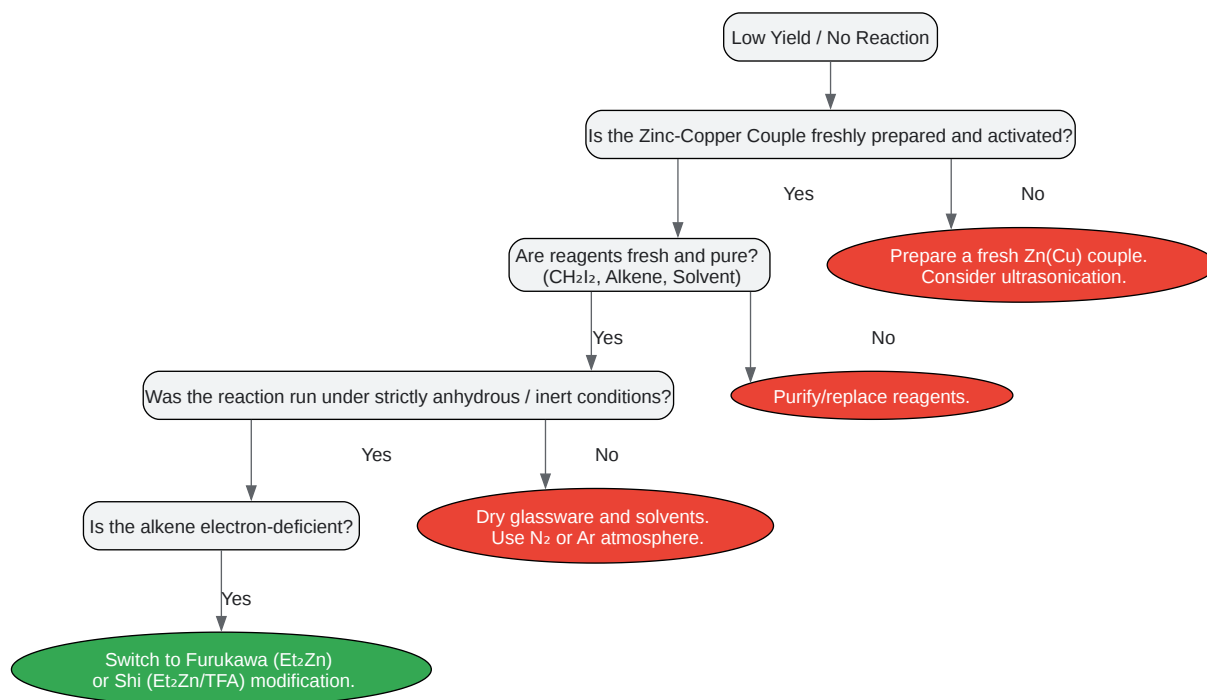 Low Yield / No Reaction
Is the Zinc-Copper Couple freshly prepared and activated?
Yes
No
Are reagents fresh and pure?
(CH₂I₂, Alkene, Solvent)
Prepare a fresh Zn(Cu) couple.
Consider ultrasonication.
Yes
No
Was the reaction run under strictly anhydrous / inert conditions?
Purify/replace reagents.
Yes
No
Is the alkene electron-deficient?
Dry glassware and solvents.
Use N₂ or Ar atmosphere.
Yes
Switch to Furukawa (Et₂Zn)
or Shi (Et₂Zn/TFA) modification.